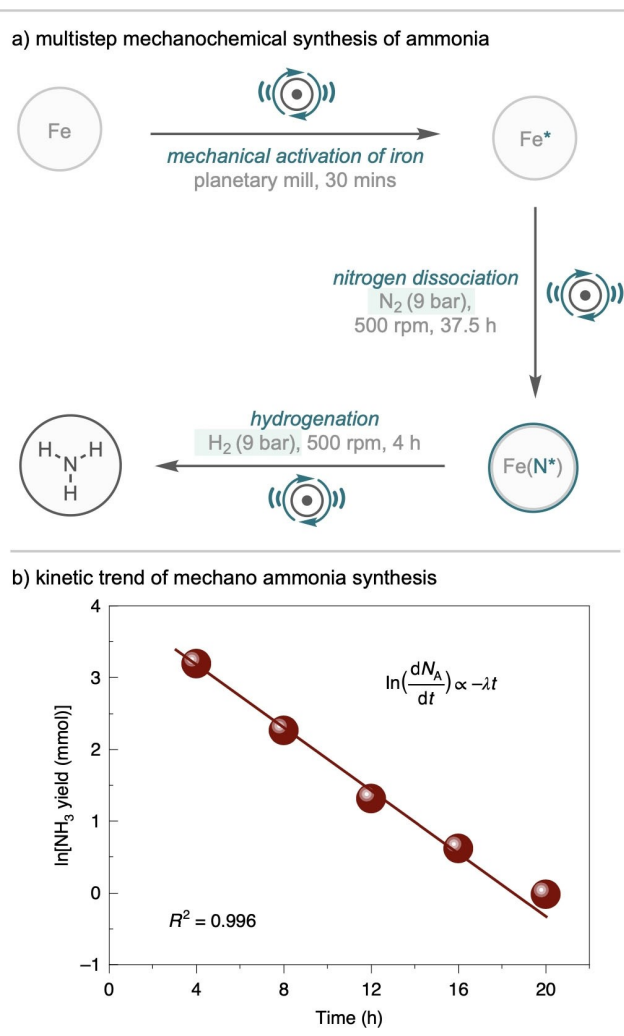 a) multistep mechanochemical synthesis of ammonia
Fe
mechanical activation of iron
planetary mill, 30 mins
Fe*
nitrogen dissociation
N₂ (9 bar),
500 rpm, 37.5 h
Fe(N*)
hydrogenation
H₂ (9 bar), 500 rpm, 4 h
H H
N
H
b) kinetic trend of mechano ammonia synthesis
ln[NH₃ yield (mmol)]
4
3
2
1
0
−1
ln(dN_A/dt) ∝ −λt
R² = 0.996
0 4 8 12 16 20
Time (h)